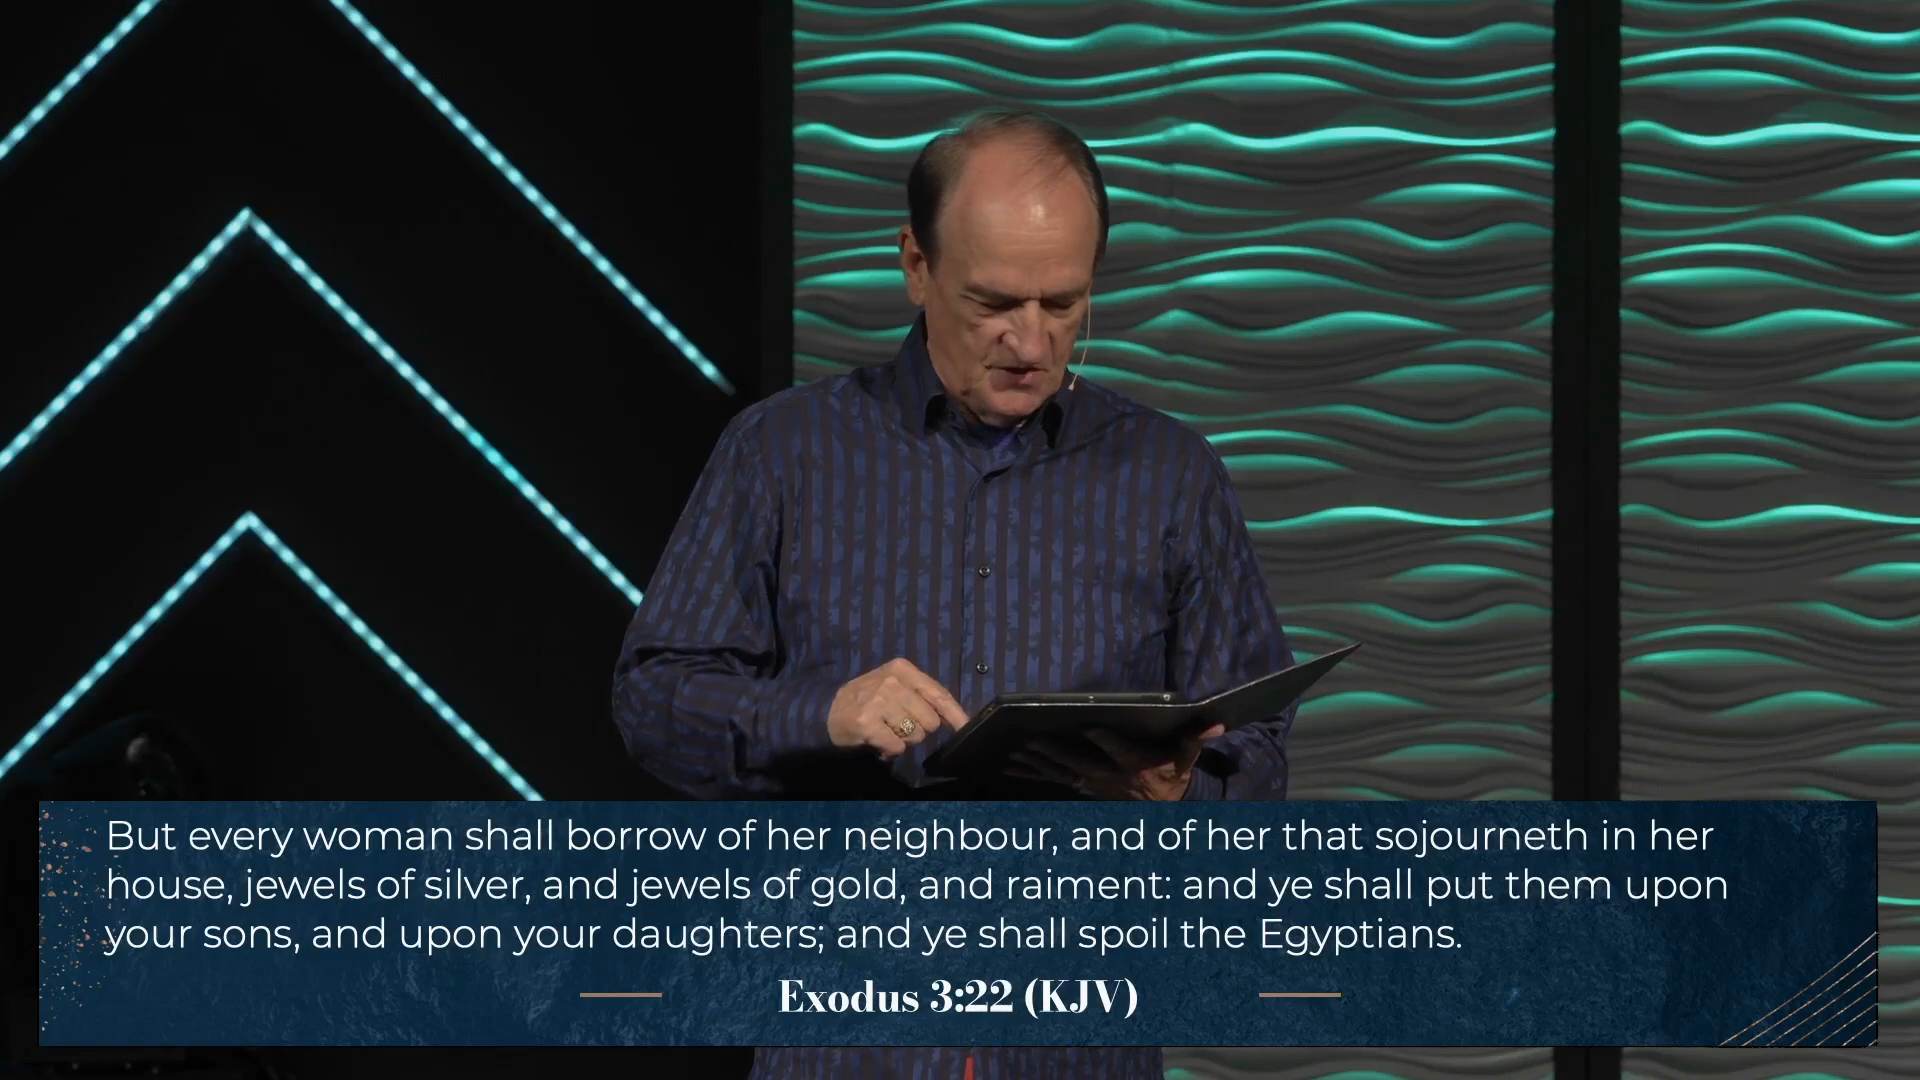 But every woman shall borrow of her neighbour, and of her that sojourneth in her
house, jewels of silver, and jewels of gold, and raiment: and ye shall put them upon
your sons, and upon your daughters; and ye shall spoil the Egyptians.
Exodus 3:22 (KJV)